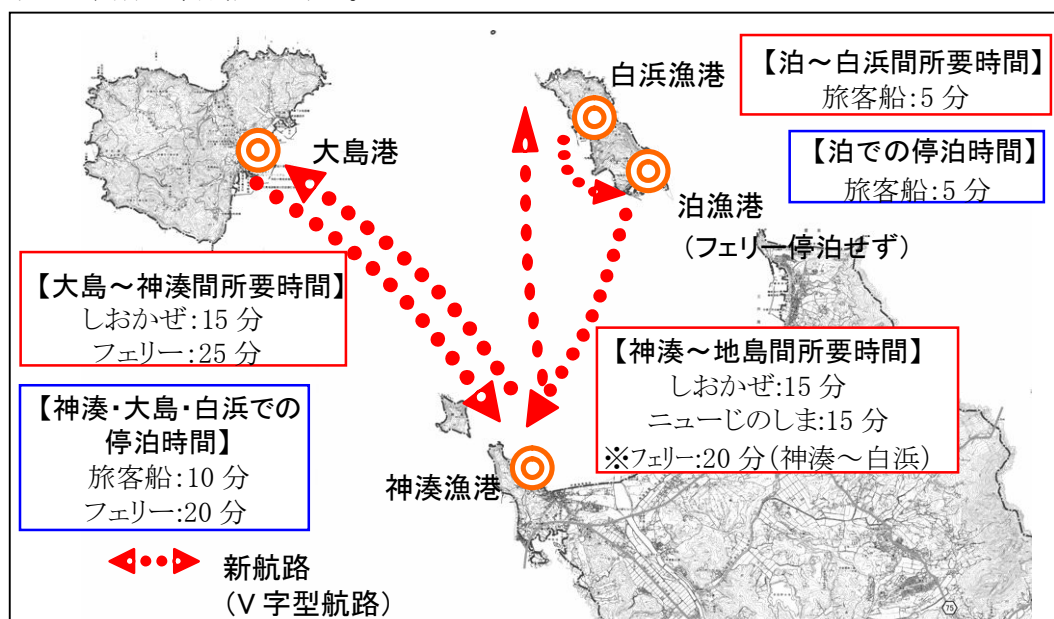 白浜漁港
【泊～白浜間所要時間】
旅客船:5 分
大島港
【泊での停泊時間】
旅客船:5 分
泊漁港
（フェリー停泊せず）
【大島～神湊間所要時間】
しおかぜ:15 分
フェリー:25 分
【神湊～地島間所要時間】
しおかぜ:15 分
ニューじのしま:15 分
※フェリー:20 分（神湊～白浜）
【神湊・大島・白浜での
停泊時間】
旅客船:10 分
フェリー:20 分
神湊漁港
新航路
（V 字型航路）
75